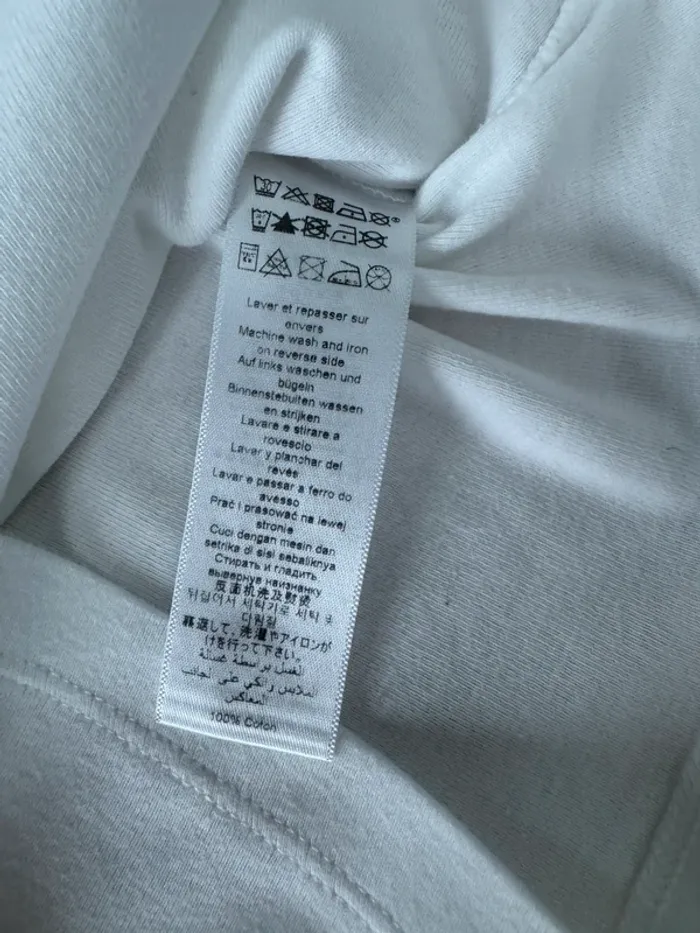 Laver et repasser sur
envers
Machine wash and iron
on reverse side
Auf links waschen und
bügeln
Binnenstebuiten wassen
en strijken
Lavare e stirare a
rovescio
Lavar y planchar del
revés
Lavar e passar a ferro do
avesso
Prać i prasować na lewej
stronie
Cuci dengan mesin dan
setrika di sisi sebaliknya
Стирать и гладить
вывернув наизнанку
反面机洗及熨烫
뒤집어서 세탁기로 세탁 및
다림질
裏返して、洗濯やアイロンが
けを行って下さい。
الغسل بواسطة غسالة
الملابس والكي على الجانب
المعاكس
100% Coton